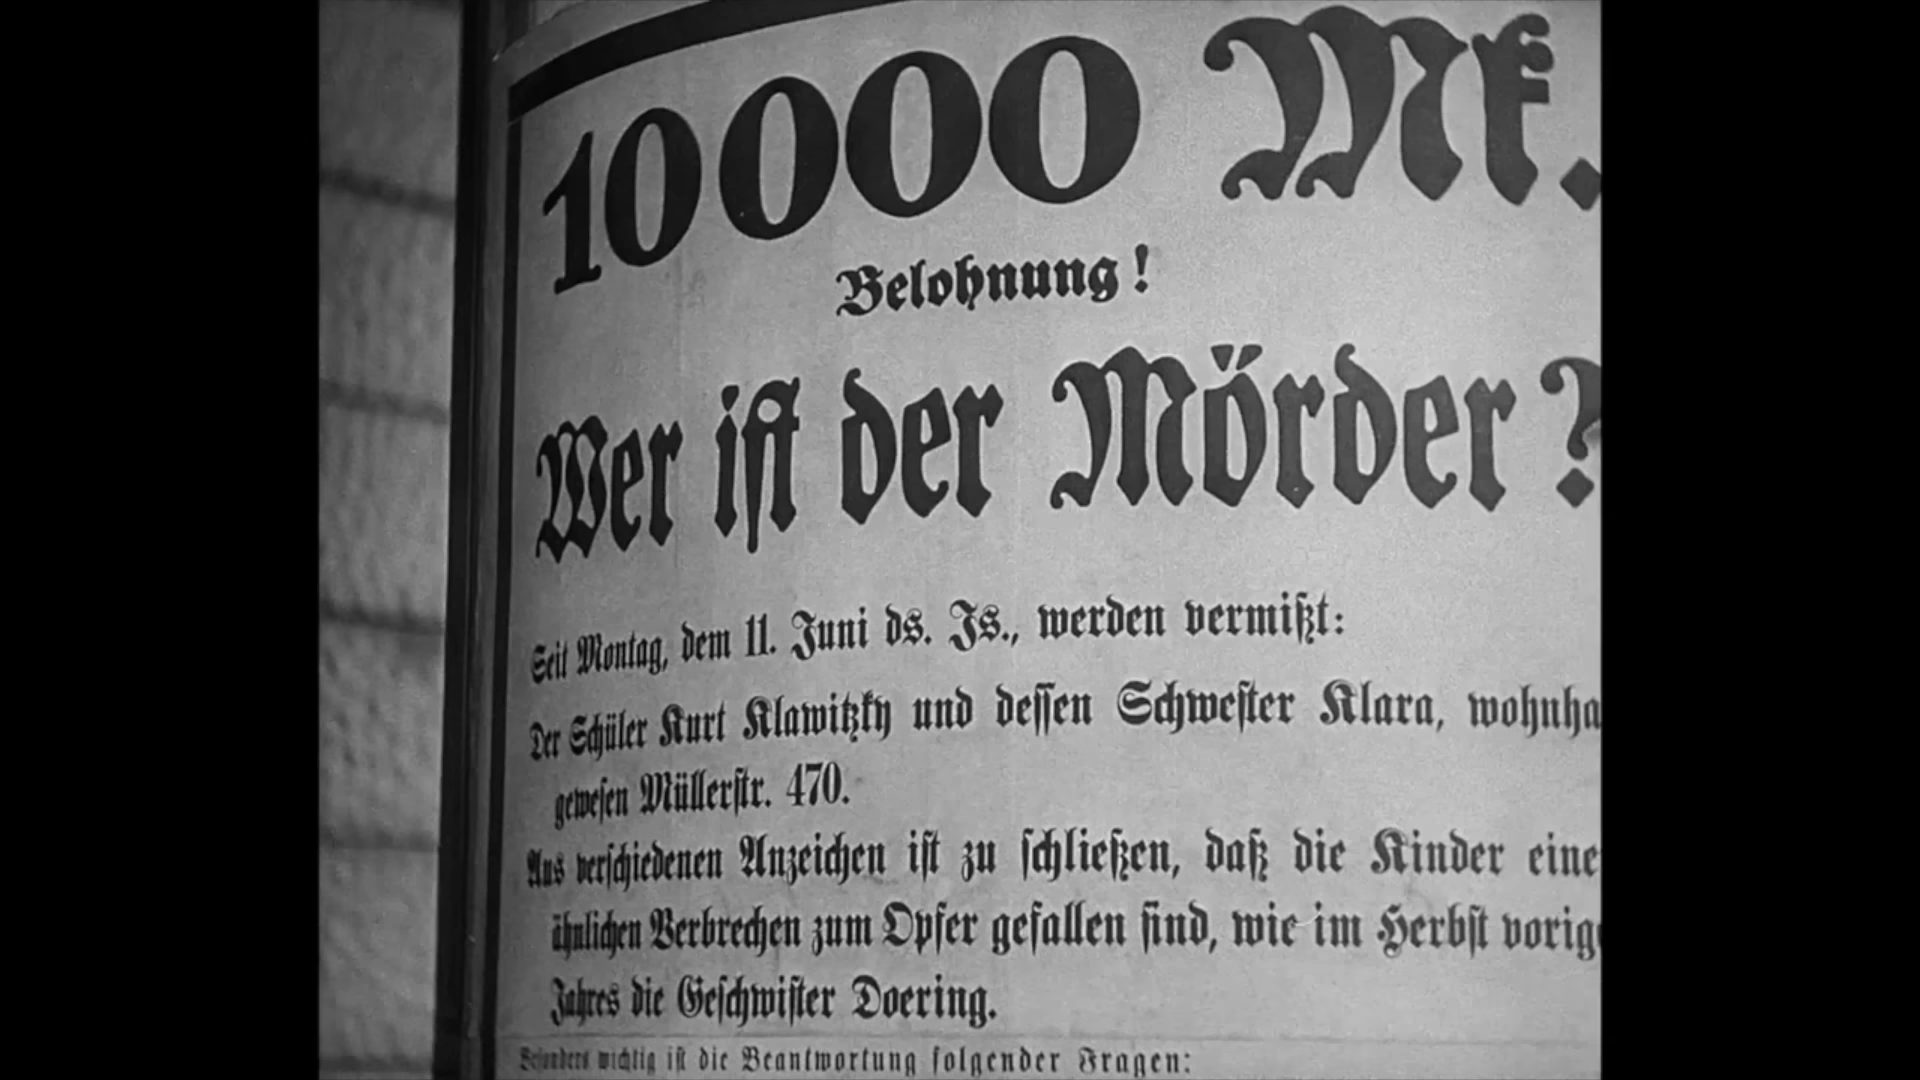 10000 Mk.
Belohnung!
Wer ist der Mörder?
Seit Montag, dem 11. Juni ds. Js., werden vermißt:
Der Schüler Kurt Klawitzky und dessen Schwester Klara, wohnha
gewesen Müllerstr. 470.
Aus verschiedenen Anzeichen ist zu schließen, daß die Kinder eine
ähnlichen Verbrechen zum Opfer gefallen sind, wie im Herbst vorig
Jahres die Geschwister Doering.
Besonders wichtig ist die Beantwortung folgender Fragen: